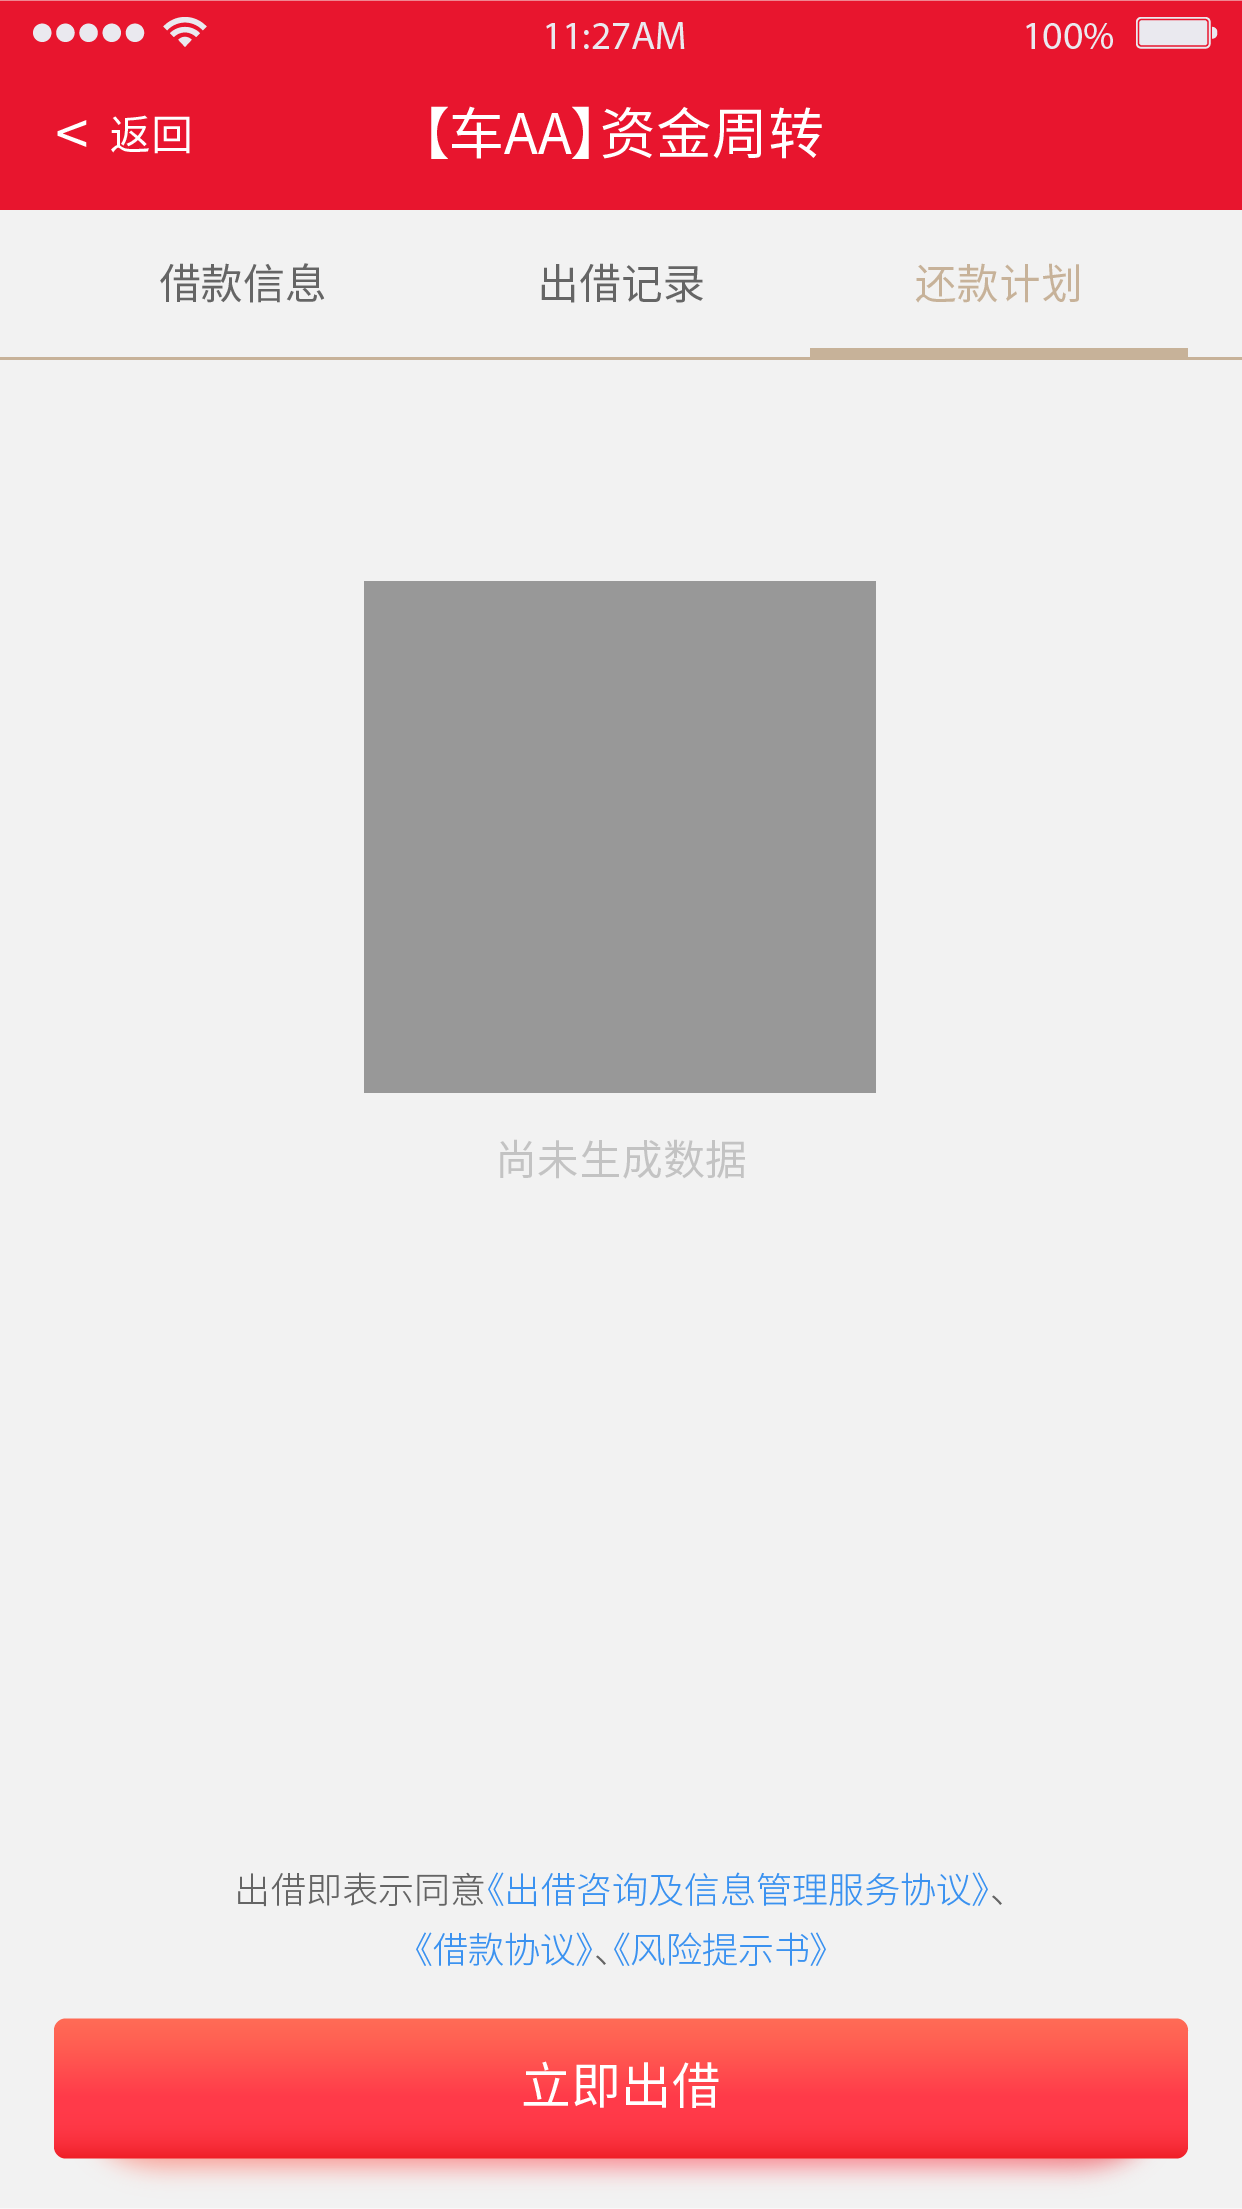 11:27AM 100%
< 返回 【车AA】资金周转
借款信息 出借记录 还款计划
尚未生成数据
出借即表示同意《出借咨询及信息管理服务协议》、
《借款协议》、《风险提示书》
立即出借